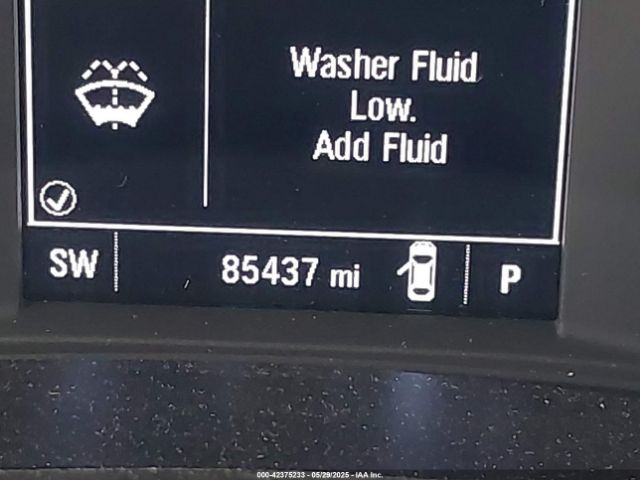 Washer Fluid
Low.
Add Fluid
SW 85437 mi P
000-42375233 - 05/29/2025 - IAA Inc.